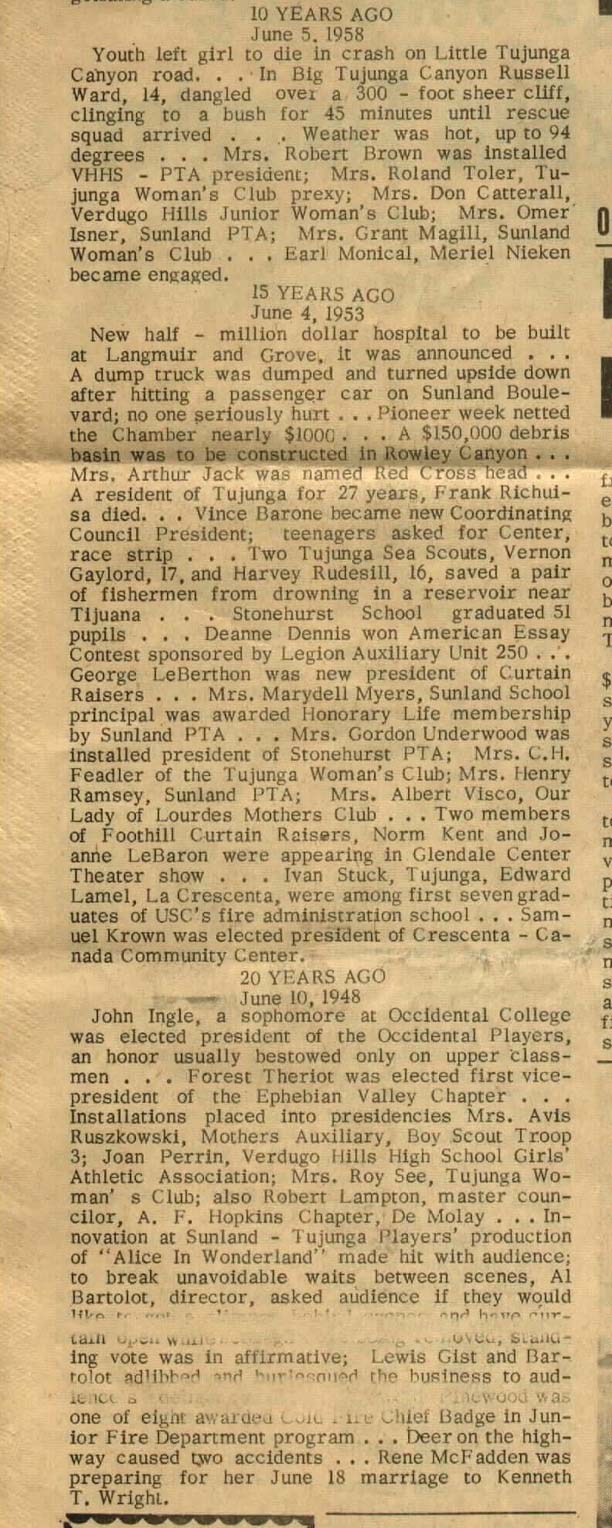 10 YEARS AGO
June 5, 1958
Youth left girl to die in crash on Little Tujunga
Canyon road. . . In Big Tujunga Canyon Russell
Ward, 14, dangled over a 300 - foot sheer cliff,
clinging to a bush for 45 minutes until rescue
squad arrived . . . Weather was hot, up to 94
degrees . . . Mrs. Robert Brown was installed
VHHS - PTA president; Mrs. Roland Toler, Tu-
junga Woman's Club prexy; Mrs. Don Catterall,
Verdugo Hills Junior Woman's Club; Mrs. Omer
Isner, Sunland PTA; Mrs. Grant Magill, Sunland
Woman's Club . . . Earl Monical, Meriel Nieken
became engaged.
15 YEARS AGO
June 4, 1953
New half - million dollar hospital to be built
at Langmuir and Grove, it was announced . . .
A dump truck was dumped and turned upside down
after hitting a passenger car on Sunland Boule-
vard; no one seriously hurt . . . Pioneer week netted
the Chamber nearly $1000 . . . A $150,000 debris
basin was to be constructed in Rowley Canyon . . .
Mrs. Arthur Jack was named Red Cross head . . .
A resident of Tujunga for 27 years, Frank Richui-
sa died. . . Vince Barone became new Coordinating
Council President; teenagers asked for Center,
race strip . . . Two Tujunga Sea Scouts, Vernon
Gaylord, 17, and Harvey Rudesill, 16, saved a pair
of fishermen from drowning in a reservoir near
Tijuana . . . Stonehurst School graduated 51
pupils . . . Deanne Dennis won American Essay
Contest sponsored by Legion Auxiliary Unit 250 . . .
George LeBerthon was new president of Curtain
Raisers . . . Mrs. Marydell Myers, Sunland School
principal was awarded Honorary Life membership
by Sunland PTA . . . Mrs. Gordon Underwood was
installed president of Stonehurst PTA; Mrs. C.H.
Feadler of the Tujunga Woman's Club; Mrs. Henry
Ramsey, Sunland PTA; Mrs. Albert Visco, Our
Lady of Lourdes Mothers Club . . . Two members
of Foothill Curtain Raisers, Norm Kent and Jo-
anne LeBaron were appearing in Glendale Center
Theater show . . . Ivan Stuck, Tujunga, Edward
Lamel, La Crescenta, were among first seven grad-
uates of USC's fire administration school . . . Sam-
uel Krown was elected president of Crescenta - Ca-
nada Community Center.
20 YEARS AGO
June 10, 1948
John Ingle, a sophomore at Occidental College
was elected president of the Occidental Players,
an honor usually bestowed only on upper class-
men . . . Forest Theriot was elected first vice-
president of the Ephebian Valley Chapter . . .
Installations placed into presidencies Mrs. Avis
Ruszkowski, Mothers Auxiliary, Boy Scout Troop
3; Joan Perrin, Verdugo Hills High School Girls'
Athletic Association; Mrs. Roy See, Tujunga Wo-
man' s Club; also Robert Lampton, master coun-
cilor, A. F. Hopkins Chapter, De Molay . . . In-
novation at Sunland - Tujunga Players' production
of "Alice In Wonderland" made hit with audience;
to break unavoidable waits between scenes, Al
Bartolot, director, asked audience if they would
like to and have cur-
tain open stand-
ing vote was in affirmative; Lewis Gist and Bar-
tolot adlibbed and burlesqued the business to aud-
Pinewood was
one of eight awarded Gold Fire Chief Badge in Jun-
ior Fire Department program . . . Deer on the high-
way caused two accidents . . . Rene McFadden was
preparing for her June 18 marriage to Kenneth
T. Wright.